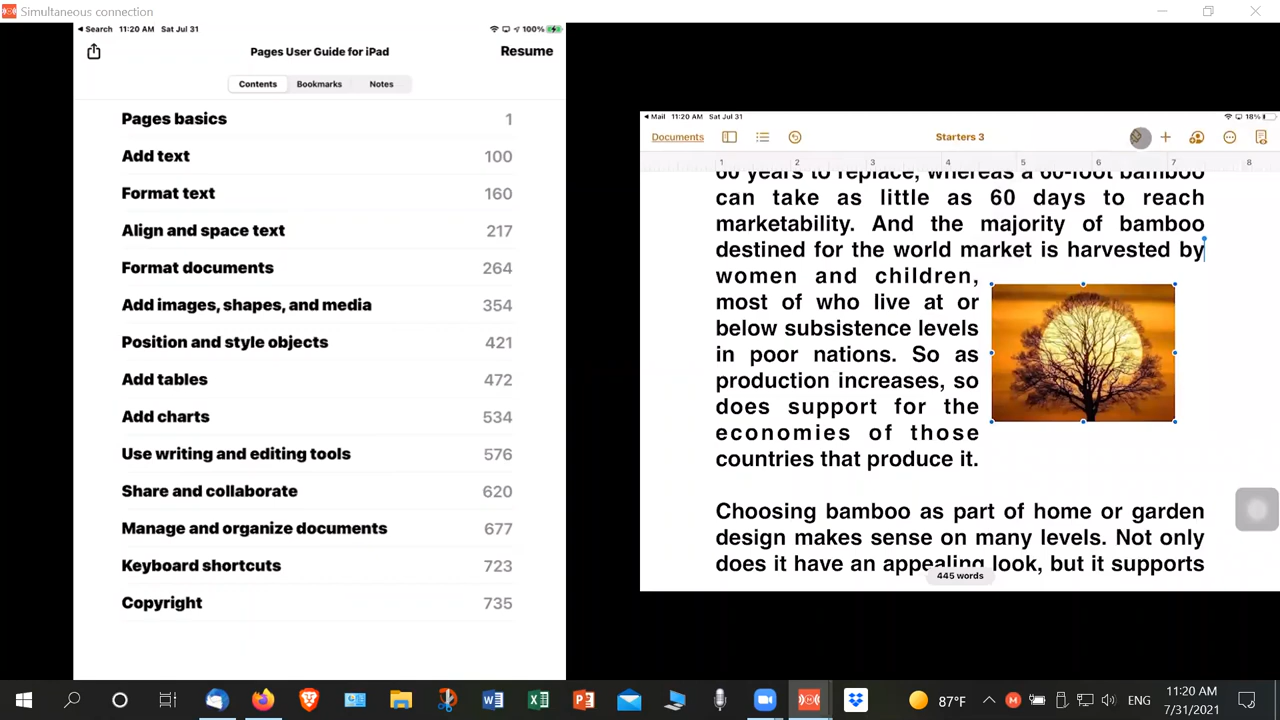 Simultaneous connection
Search 11:20 AM Sat Jul 31
100%
Pages User Guide for iPad
Resume
Contents
Bookmarks
Notes
Pages basics 1
Add text 100
Format text 160
Align and space text 217
Format documents 264
Add images, shapes, and media 354
Position and style objects 421
Add tables 472
Add charts 534
Use writing and editing tools 576
Share and collaborate 620
Manage and organize documents 677
Keyboard shortcuts 723
Copyright 735
Mail 11:20 AM Sat Jul 31
18%
Documents
Starters 3
1 2 3 4 5 6 7 8
60 years to replace, whereas a 60-foot bamboo
can take as little as 60 days to reach
marketability. And the majority of bamboo
destined for the world market is harvested by
women and children,
most of who live at or
below subsistence levels
in poor nations. So as
production increases, so
does support for the
economies of those
countries that produce it.
Choosing bamboo as part of home or garden
design makes sense on many levels. Not only
does it have an appealing look, but it supports
445 words
87°F
ENG
11:20 AM
7/31/2021